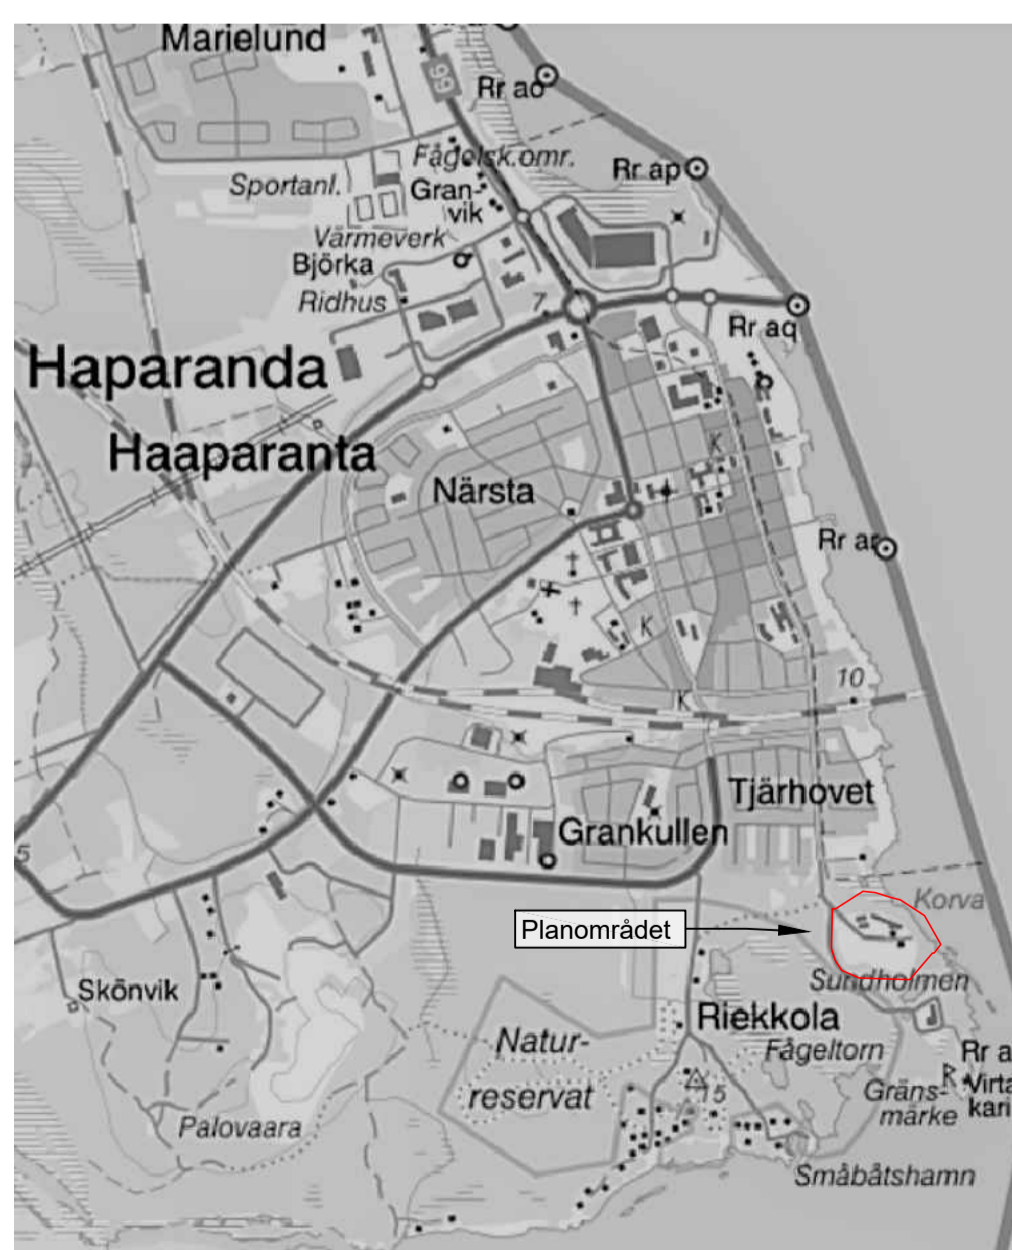 Marielund
99
Rr ao
Fågelsk.omr.
Rr ap
Sportanl.
Gran-
vik
Värmeverk
Björka
Ridhus
7
Rr aq
Haparanda
Haaparanta
K
Närsta
Rr ar
K
10
K
Tjärhovet
Grankullen
5
Korva
Planområdet
Sundholmen
Skönvik
Riekkola
Natur-
reservat
Fågeltorn
Rr a
R Virta
kari
Gräns-
märke
15
Palovaara
Småbåtshamn